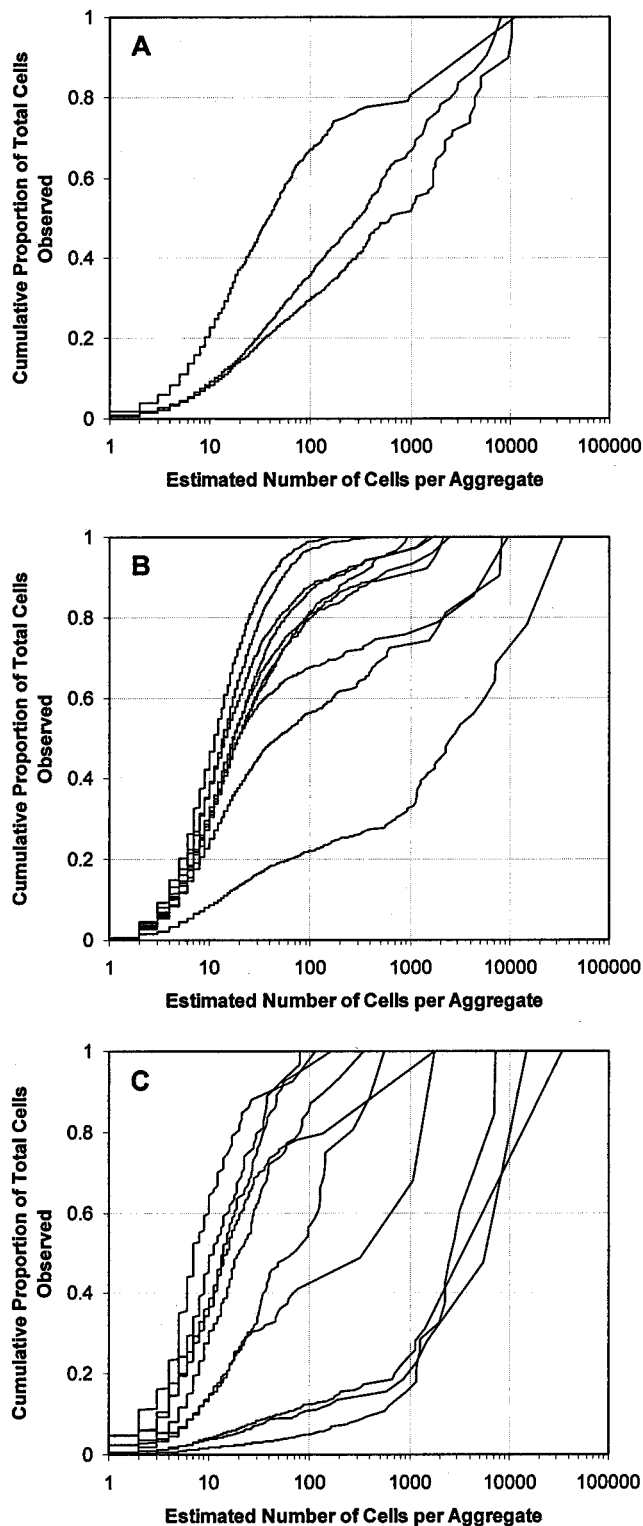 A
Cumulative Proportion of Total Cells
Observed
1
0.8
0.6
0.4
0.2
0
1 10 100 1000 10000 100000
Estimated Number of Cells per Aggregate
B
Cumulative Proportion of Total Cells
Observed
1
0.8
0.6
0.4
0.2
0
1 10 100 1000 10000 100000
Estimated Number of Cells per Aggregate
C
Cumulative Proportion of Total Cells
Observed
1
0.8
0.6
0.4
0.2
0
1 10 100 1000 10000 100000
Estimated Number of Cells per Aggregate